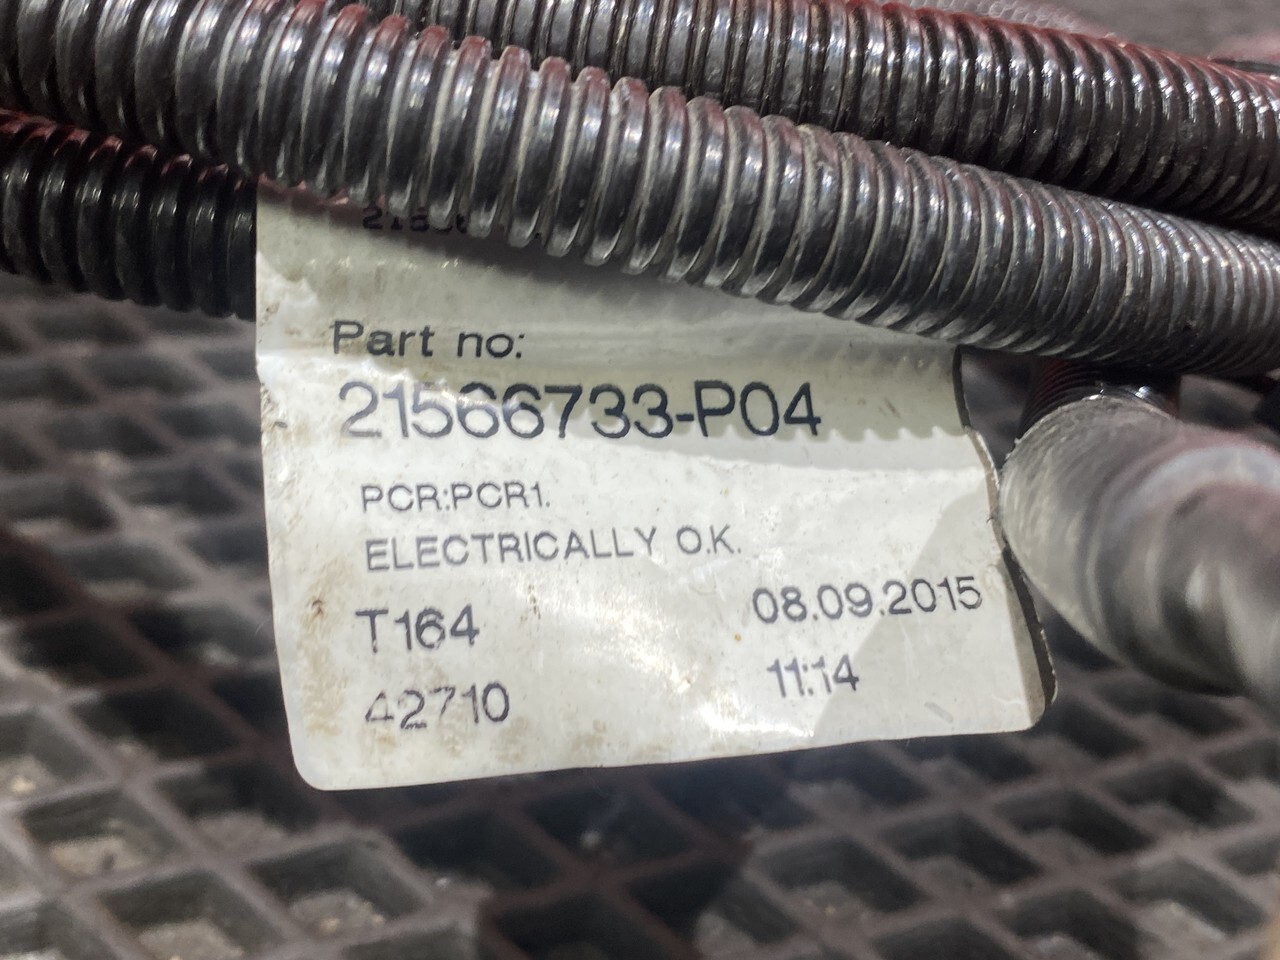 Part no:
21566733-P04
PCR:PCR1.
ELECTRICALLY O.K.
T164
08.09.2015
42710
11:14